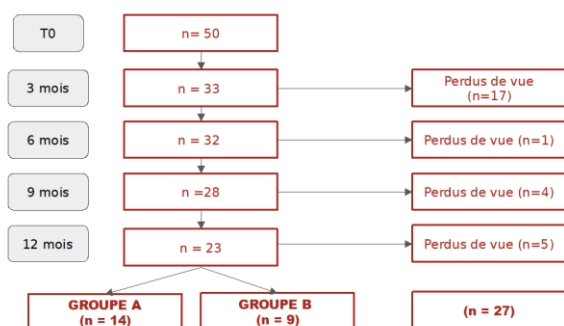 T0
n= 50
3 mois
n = 33
Perdus de vue
(n=17)
6 mois
n = 32
Perdus de vue (n=1)
9 mois
n =28
Perdus de vue (n=4)
12 mois
n = 23
Perdus de vue (n=5)
GROUPE A
(n = 14)
GROUPE B
(n = 9)
(n = 27)